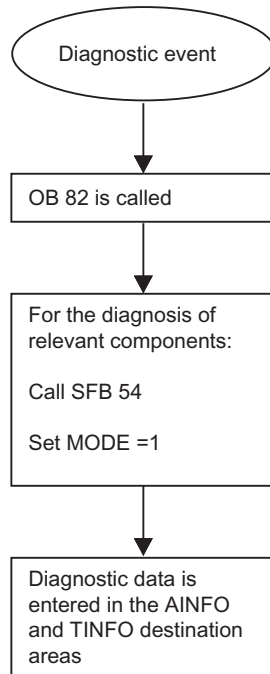 Diagnostic event
OB 82 is called
For the diagnosis of
relevant components:
Call SFB 54
Set MODE =1
Diagnostic data is
entered in the AINFO
and TINFO destination
areas